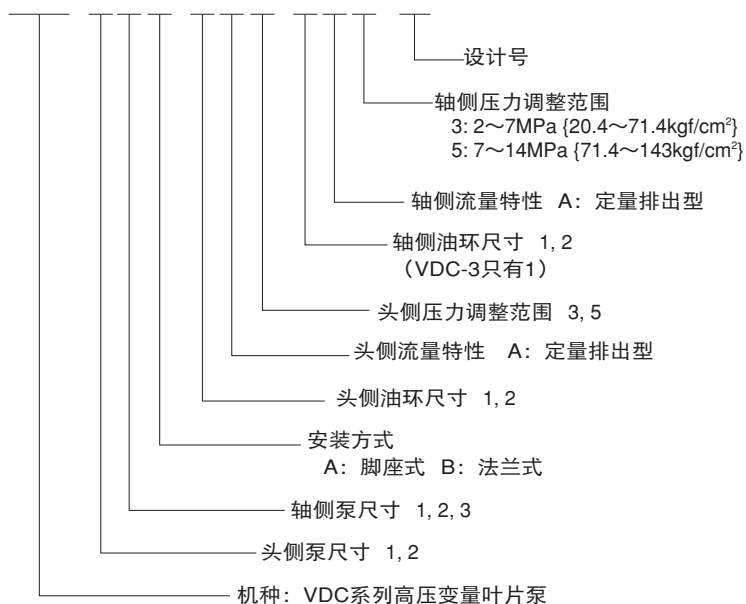 设计号
轴侧压力调整范围
3: 2～7MPa {20.4～71.4kgf/cm²}
5: 7～14MPa {71.4～143kgf/cm²}
轴侧流量特性 A：定量排出型
轴侧油环尺寸 1, 2
（VDC-3只有1）
头侧压力调整范围 3, 5
头侧流量特性 A：定量排出型
头侧油环尺寸 1, 2
安装方式
A：脚座式 B：法兰式
轴侧泵尺寸 1, 2, 3
头侧泵尺寸 1, 2
机种：VDC系列高压变量叶片泵